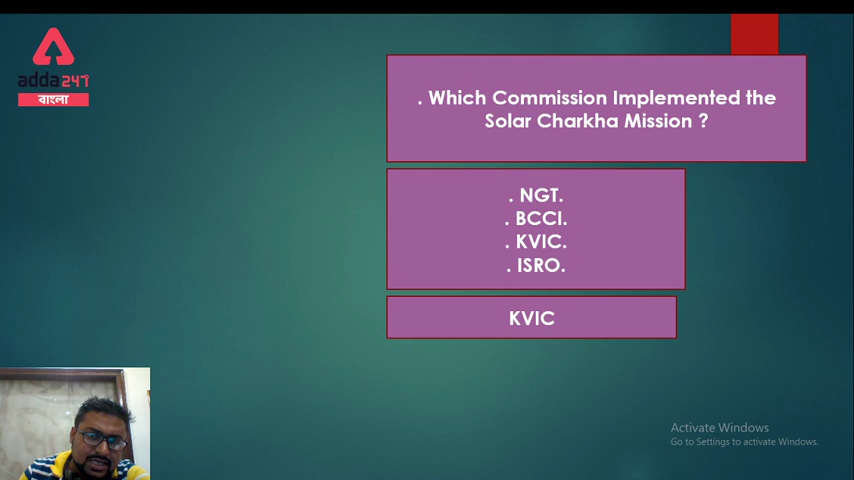 adda247
বাংলা
. Which Commission Implemented the
Solar Charkha Mission ?
. NGT.
. BCCI.
. KVIC.
. ISRO.
KVIC
Activate Windows
Go to Settings to activate Windows.